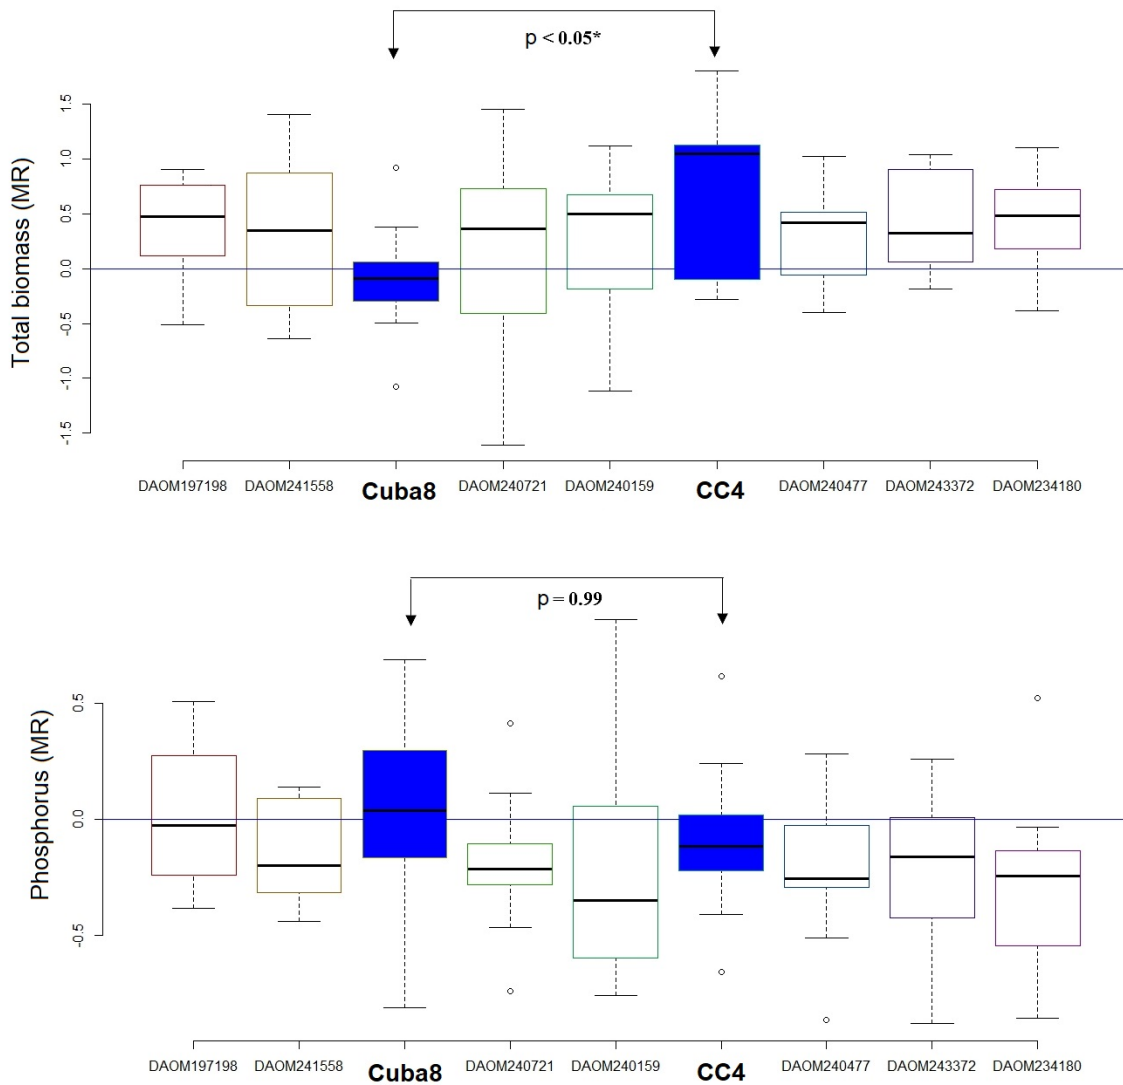 p < 0.05*
Total biomass (MR)
1.5
1.0
0.5
0.0
-0.5
-1.0
-1.5
DAOM197198 DAOM241558 Cuba8 DAOM240721 DAOM240159 CC4 DAOM240477 DAOM243372 DAOM234180
p = 0.99
Phosphorus (MR)
0.5
0.0
-0.5
DAOM197198 DAOM241558 Cuba8 DAOM240721 DAOM240159 CC4 DAOM240477 DAOM243372 DAOM234180